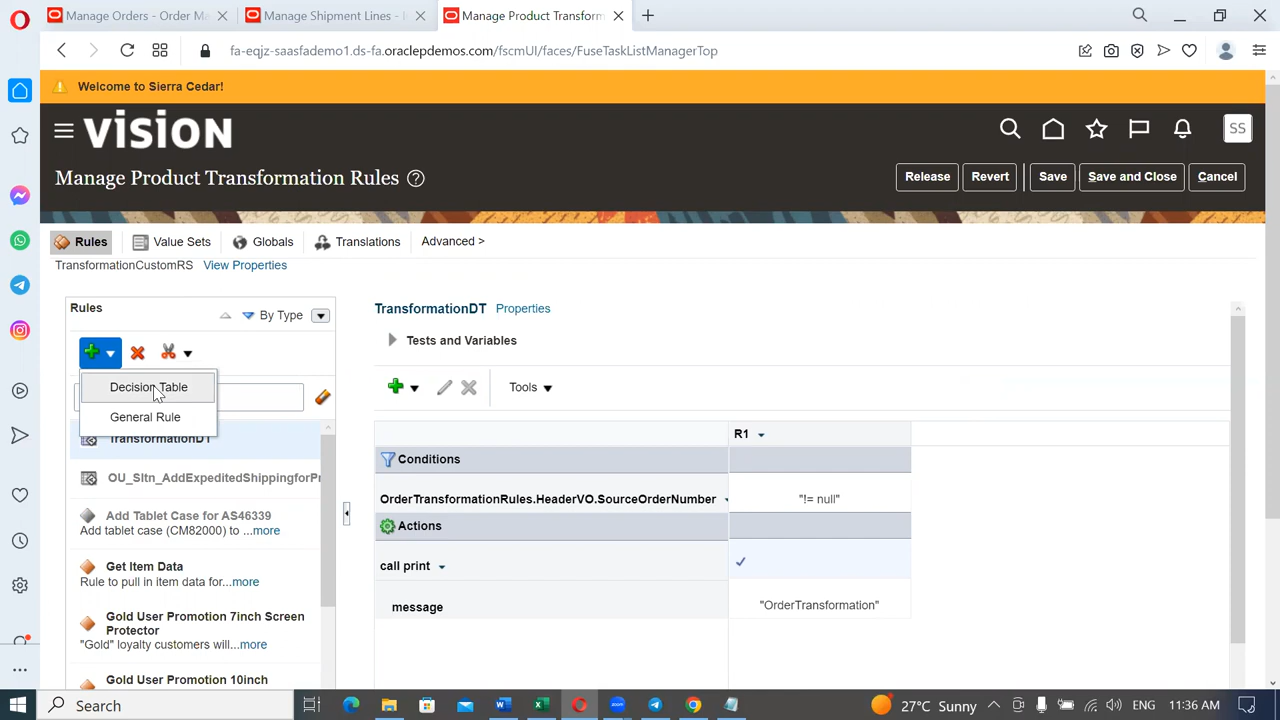 Manage Orders - Order Ma
Manage Shipment Lines -
Manage Product Transform
fa-eqjz-saasfademo1.ds-fa.oraclepdemos.com/fscmUI/faces/FuseTaskListManagerTop
Welcome to Sierra Cedar!
VISION
SS
Manage Product Transformation Rules
Release
Revert
Save
Save and Close
Cancel
Rules
Value Sets
Globals
Translations
Advanced >
TransformationCustomRS
View Properties
Rules
By Type
Decision Table
General Rule
TransformationDT
OU_Sltn_AddExpeditedShippingforPr
Add Tablet Case for AS46339
Add tablet case (CM82000) to ...more
Get Item Data
Rule to pull in item data for...more
Gold User Promotion 7inch Screen
Protector
"Gold" loyalty customers will...more
Gold User Promotion 10inch
TransformationDT
Properties
Tests and Variables
Tools
R1
Conditions
OrderTransformationRules.HeaderVO.SourceOrderNumber
"!= null"
Actions
call print
message
"OrderTransformation"
Search
27°C Sunny
ENG
11:36 AM